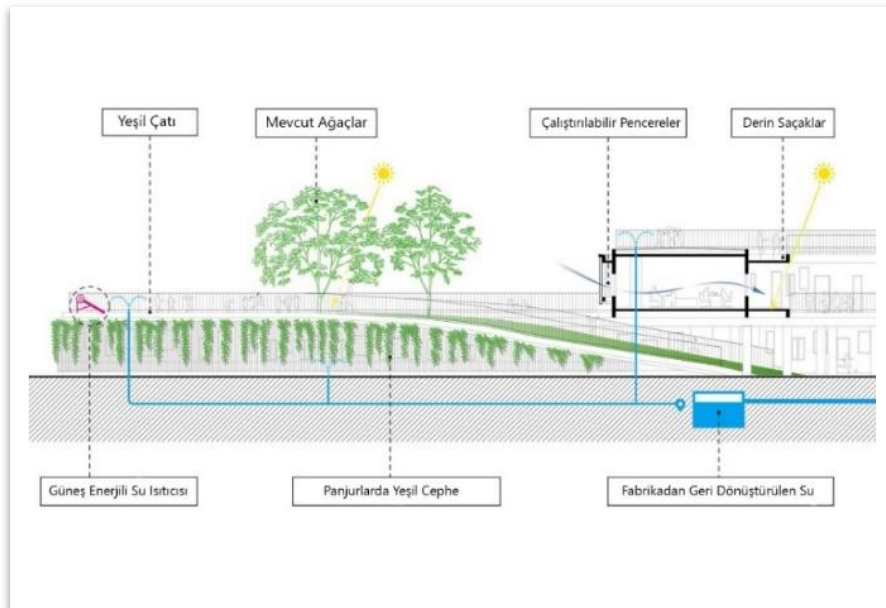 Yeşil Çatı
Mevcut Ağaçlar
Çalıştırılabilir Pencereler
Derin Saçaklar
Güneş Enerjili Su Isıtıcısı
Panjurlarda Yeşil Cephe
Fabrikadan Geri Dönüştürülen Su